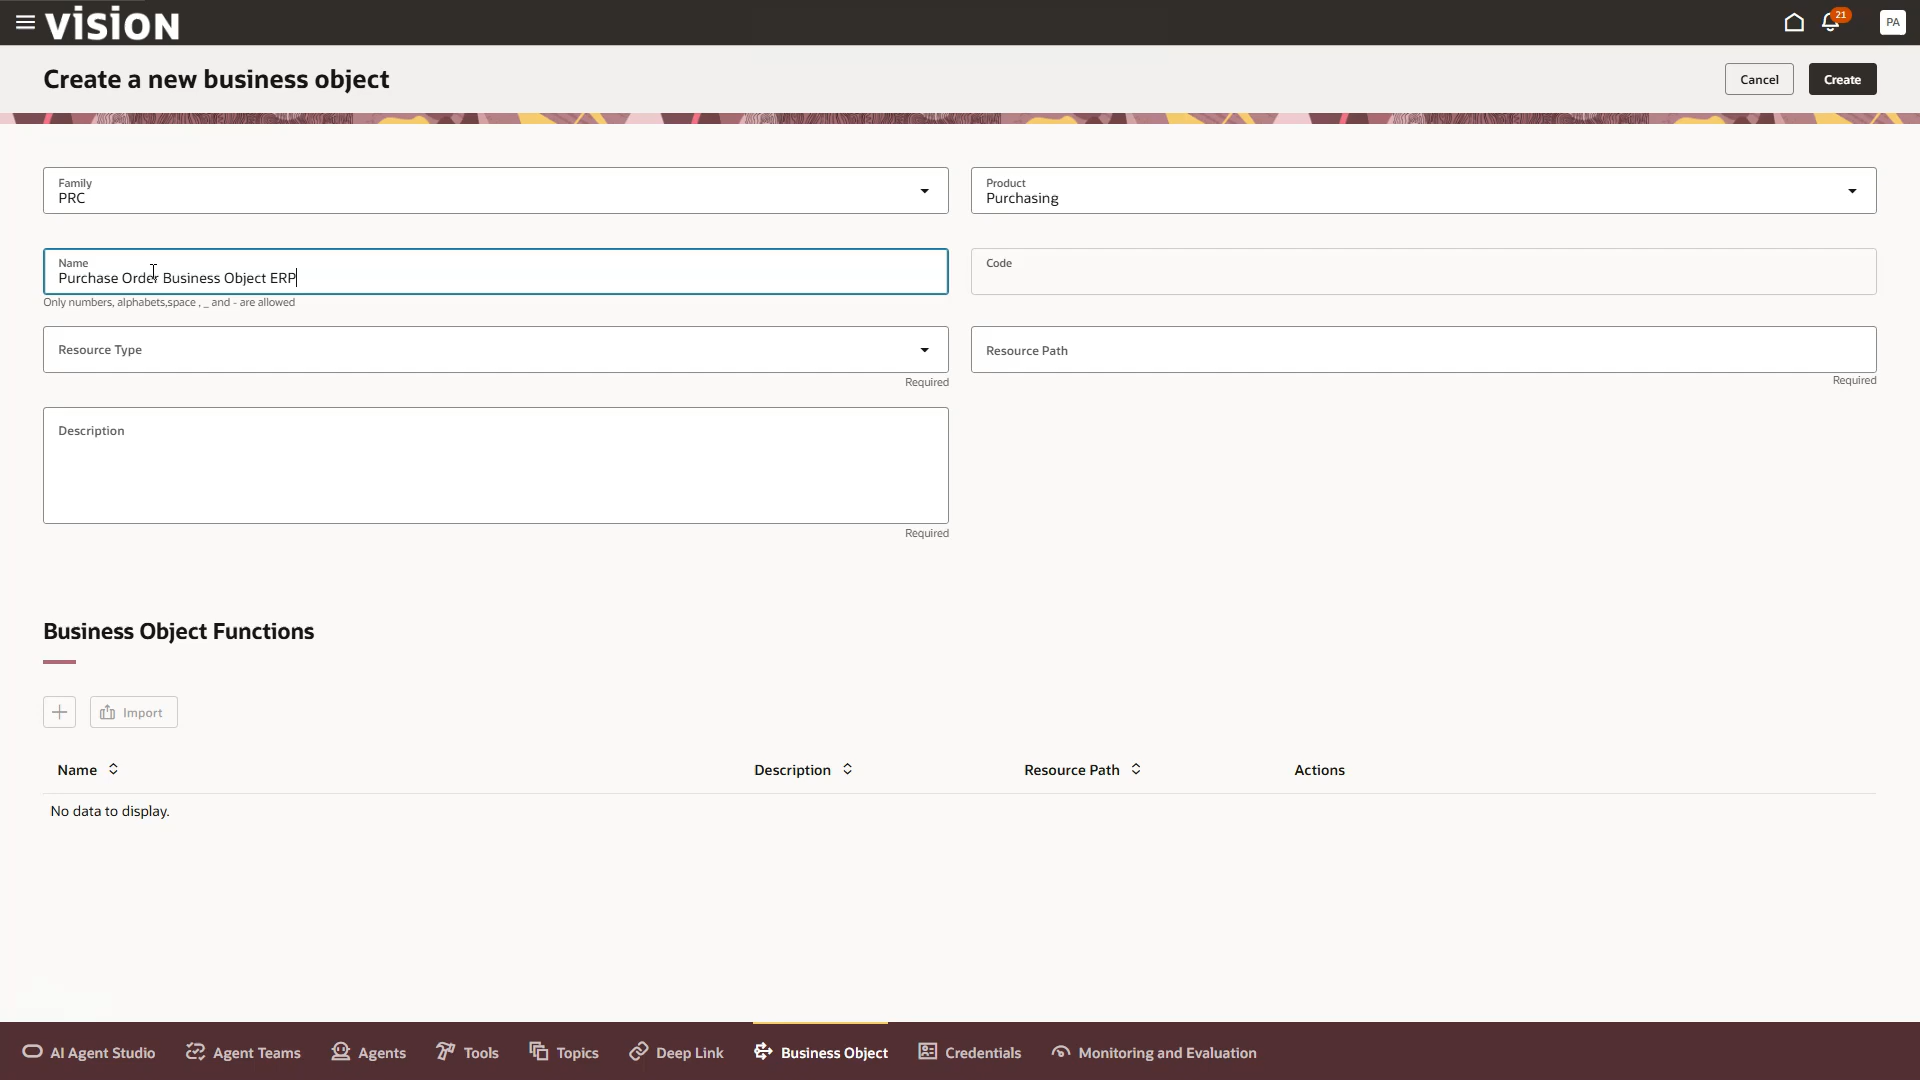 vision
21
PA
Create a new business object
Cancel
Create
Family
PRC
Product
Purchasing
Name
Purchase Order Business Object ERP
Code
Only numbers, alphabets,space , _ and - are allowed
Resource Type
Resource Path
Required
Required
Description
Required
Business Object Functions
Import
Name
Description
Resource Path
Actions
No data to display.
AI Agent Studio
Agent Teams
Agents
Tools
Topics
Deep Link
Business Object
Credentials
Monitoring and Evaluation